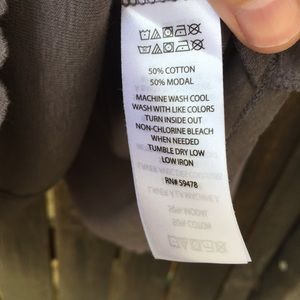 50% COTTON
50% MODAL
MACHINE WASH COOL
WASH WITH LIKE COLORS
TURN INSIDE OUT
NON-CHLORINE BLEACH
WHEN NEEDED
TUMBLE DRY LOW
LOW IRON
RN# 59478